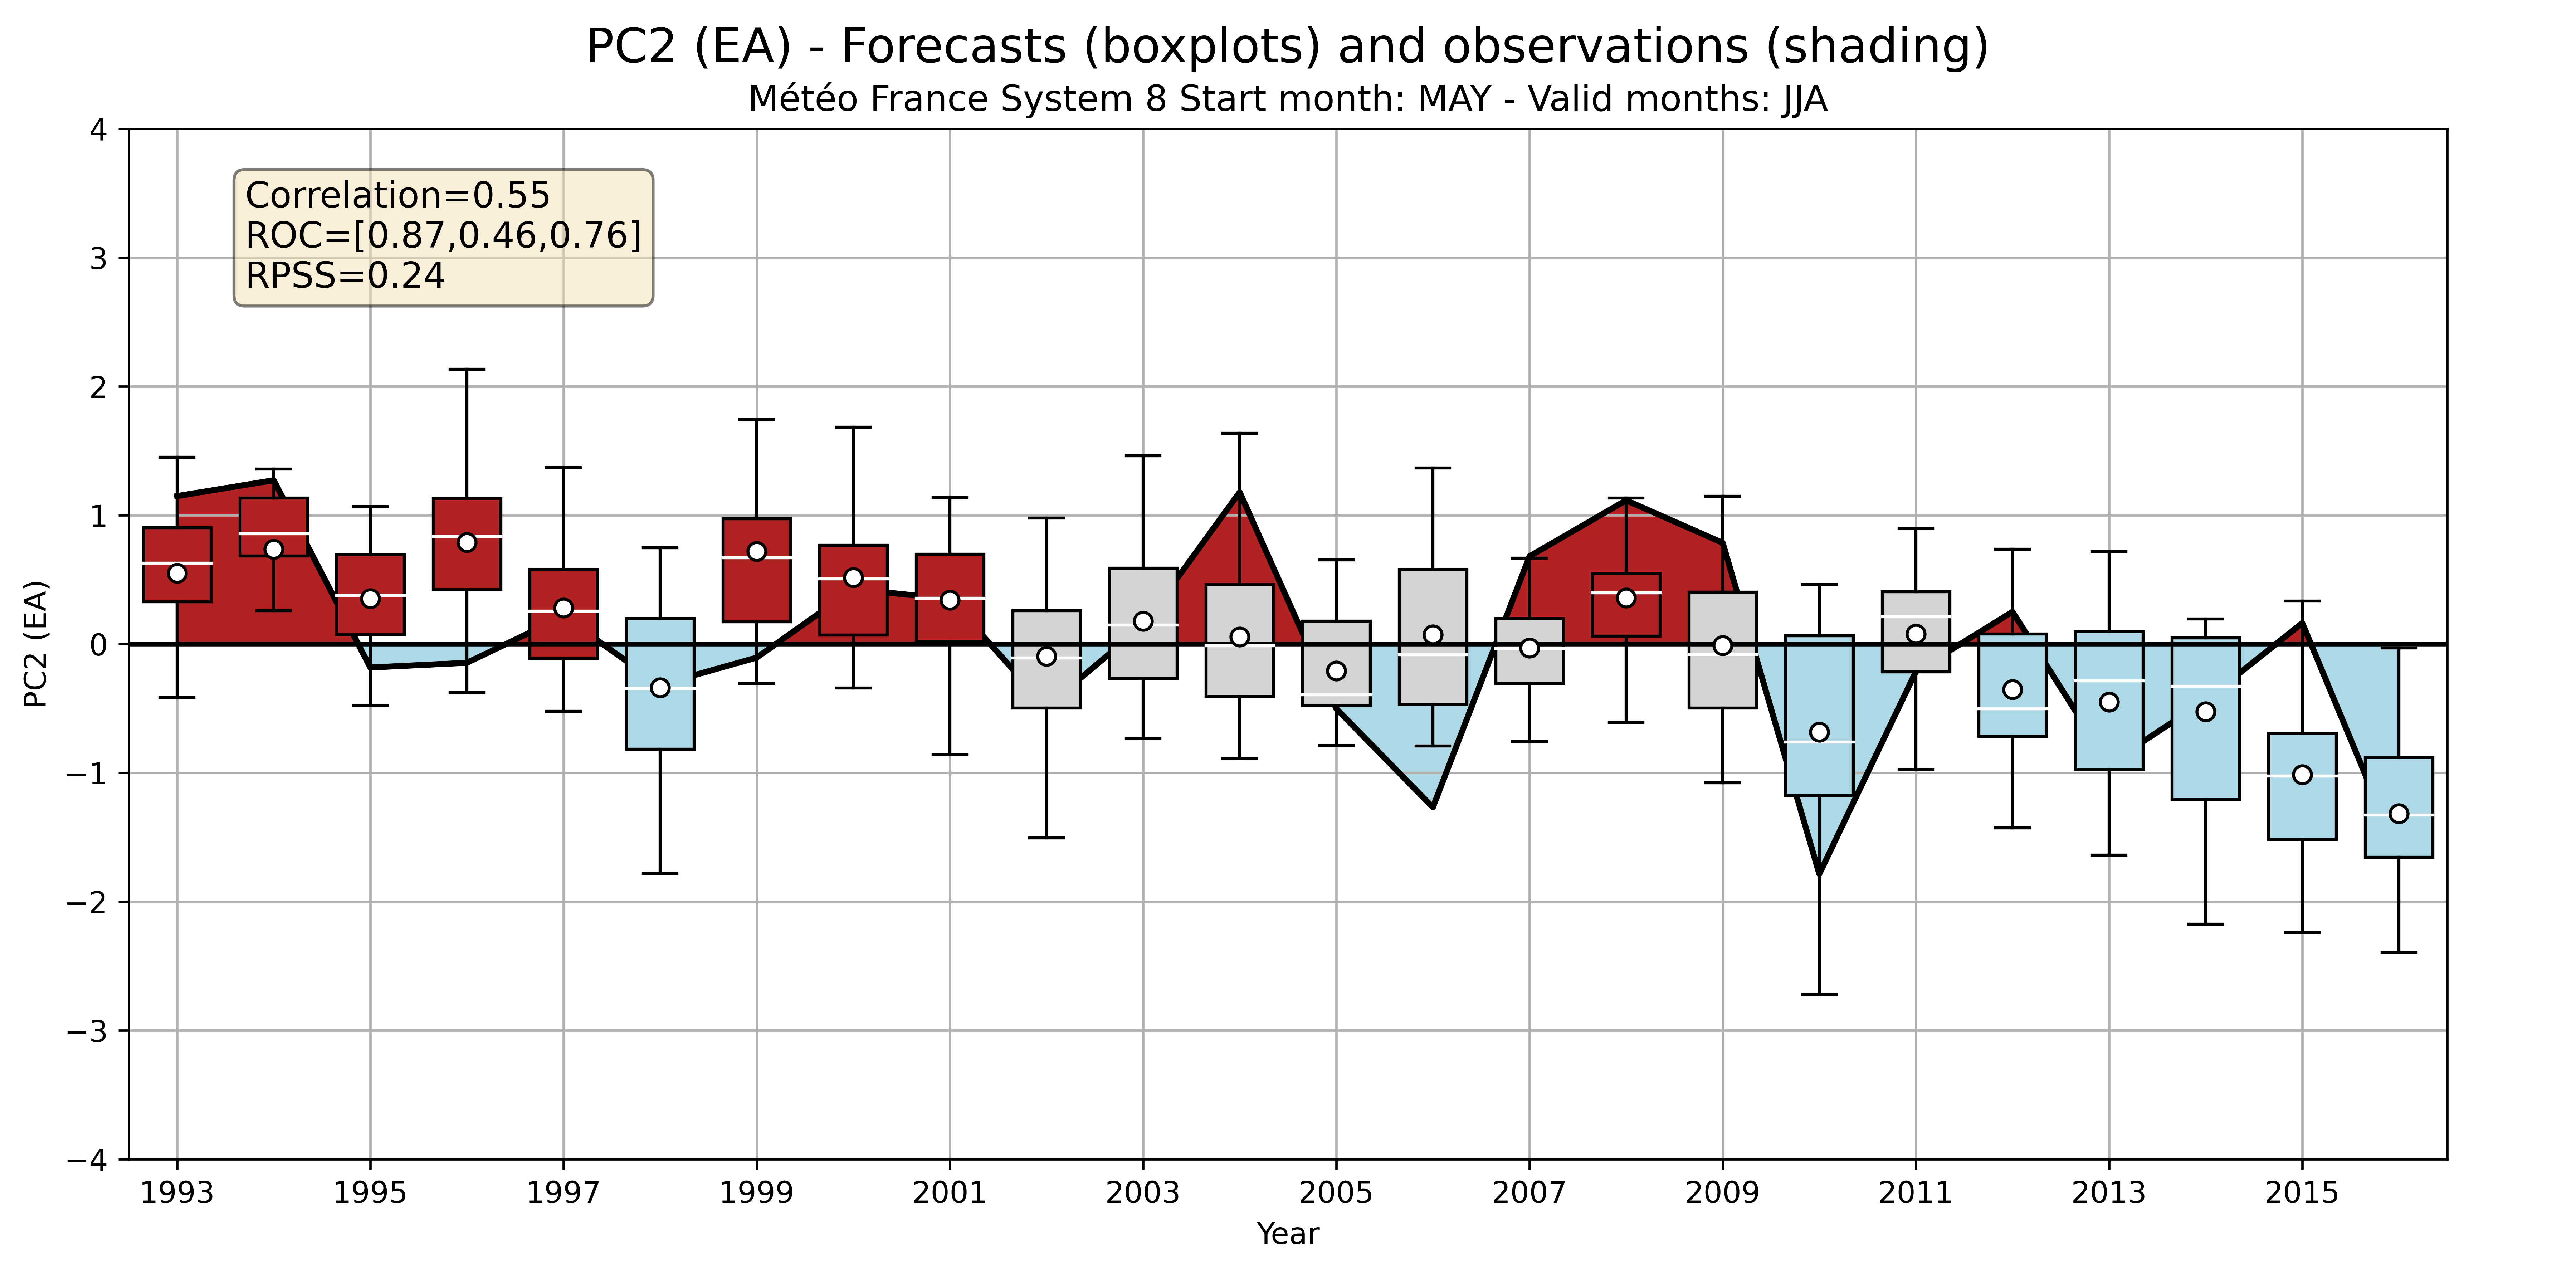 PC2 (EA) - Forecasts (boxplots) and observations (shading)
Météo France System 8 Start month: MAY - Valid months: JJA
Correlation=0.55
ROC=[0.87,0.46,0.76]
RPSS=0.24
PC2 (EA)
4
3
2
1
0
−1
−2
−3
−4
1993 1995 1997 1999 2001 2003 2005 2007 2009 2011 2013 2015
Year